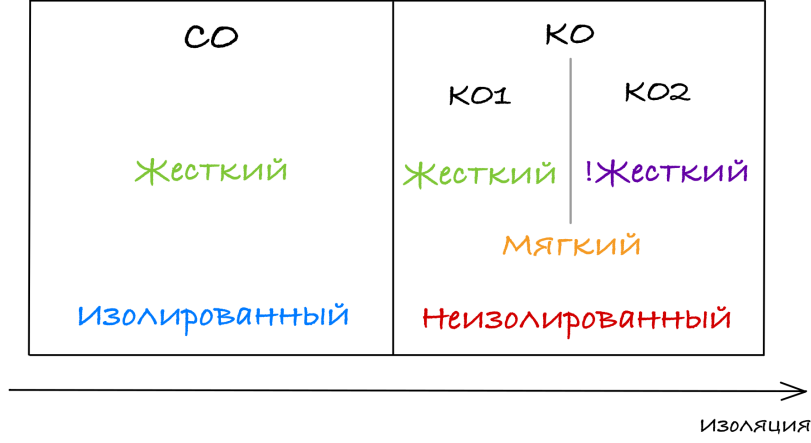 СО
Жесткий
Изолированный
КО
КО1
КО2
Жесткий
!Жесткий
Мягкий
Неизолированный
Изоляция